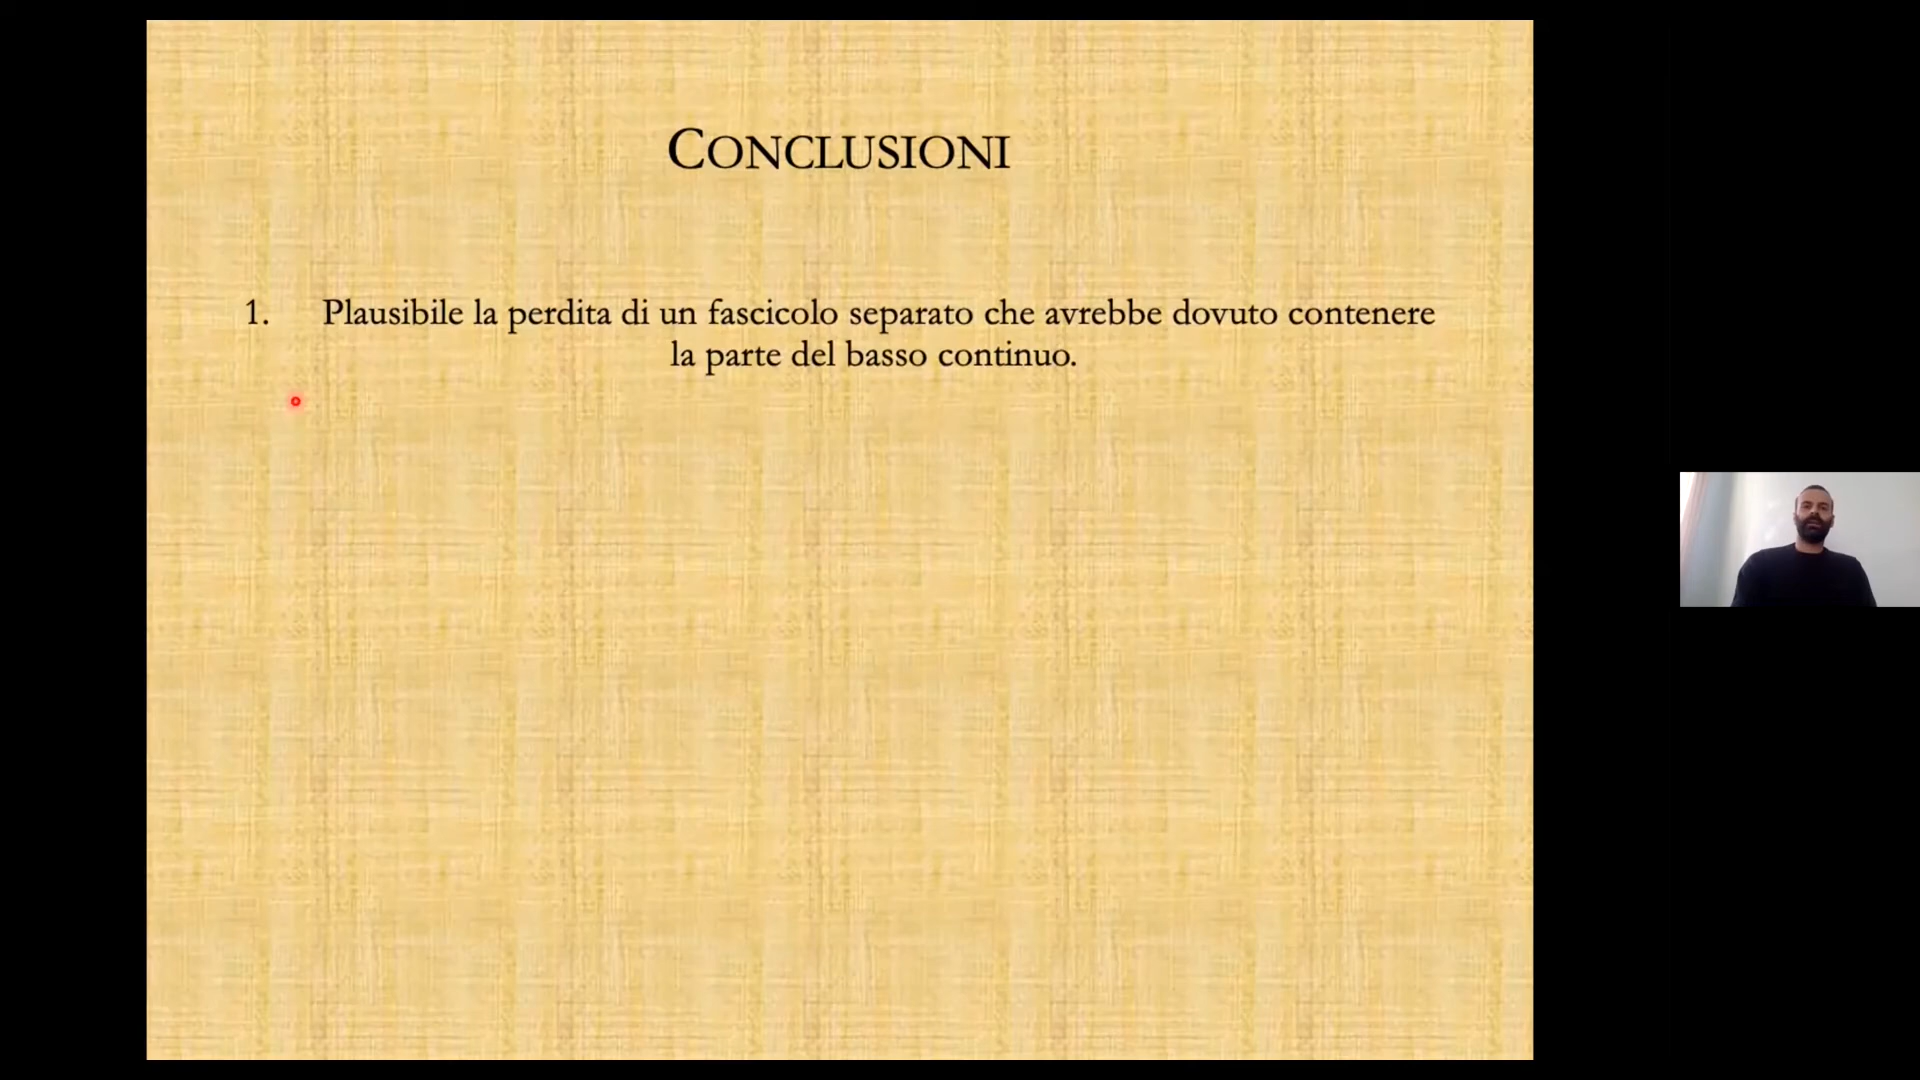 CONCLUSIONI
1. Plausibile la perdita di un fascicolo separato che avrebbe dovuto contenere
la parte del basso continuo.